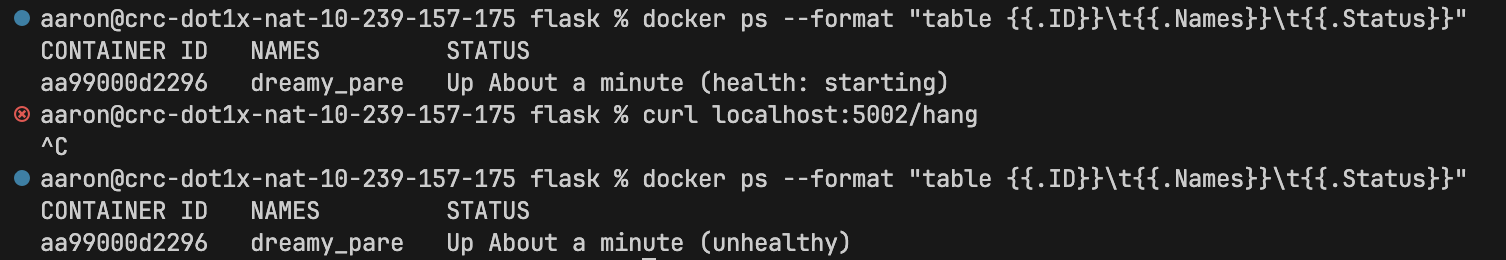 aaron@crc-dot1x-nat-10-239-157-175 flask % docker ps --format "table {{.ID}}\t{{.Names}}\t{{.Status}}"
CONTAINER ID   NAMES         STATUS
aa99000d2296   dreamy_pare   Up About a minute (health: starting)
aaron@crc-dot1x-nat-10-239-157-175 flask % curl localhost:5002/hang
^C
aaron@crc-dot1x-nat-10-239-157-175 flask % docker ps --format "table {{.ID}}\t{{.Names}}\t{{.Status}}"
CONTAINER ID   NAMES         STATUS
aa99000d2296   dreamy_pare   Up About a minute (unhealthy)